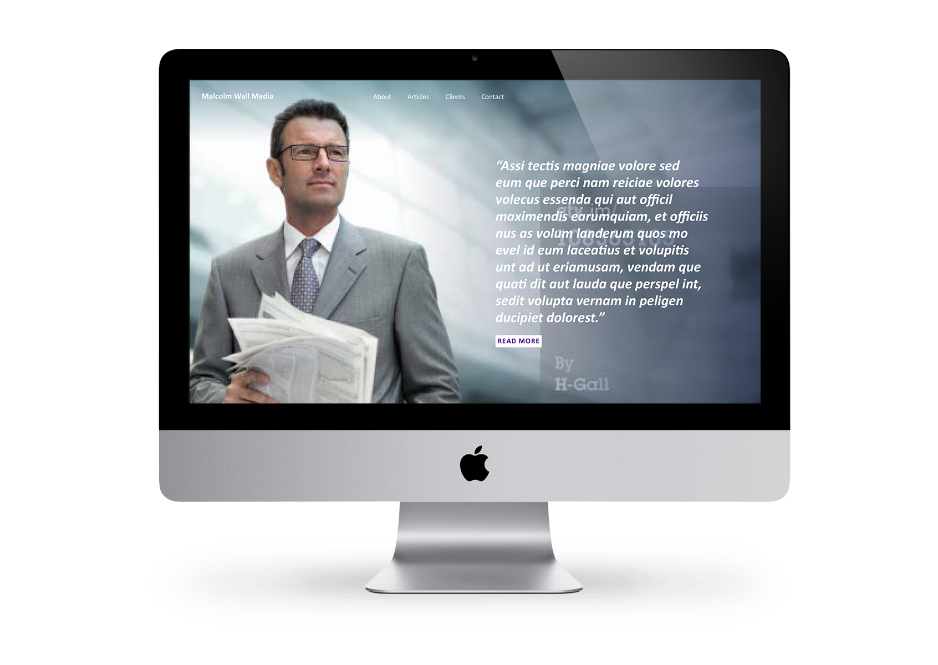 Malcolm Wall Media
About Articles Clients Contact
“Assi tectis magniae volore sed
eum que perci nam reiciae volores
volecus essenda qui aut officil
maximendis earumquiam, et officiis
nus as volum landerum quos mo
evel id eum laceatius et volupitis
unt ad ut eriamusam, vendam que
quati dit aut lauda que perspel int,
sedit volupta vernam in peligen
ducipiet dolorest.”
READ MORE
By
H-Gall